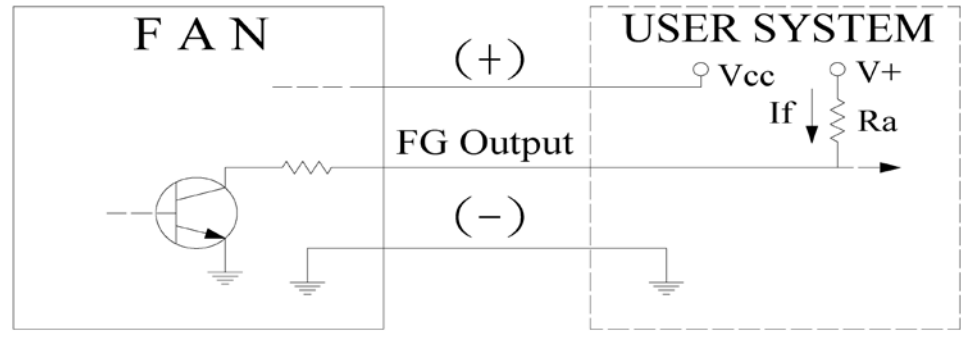 F A N
USER SYSTEM
(+)
Vcc
V+
If
Ra
FG Output
(-)